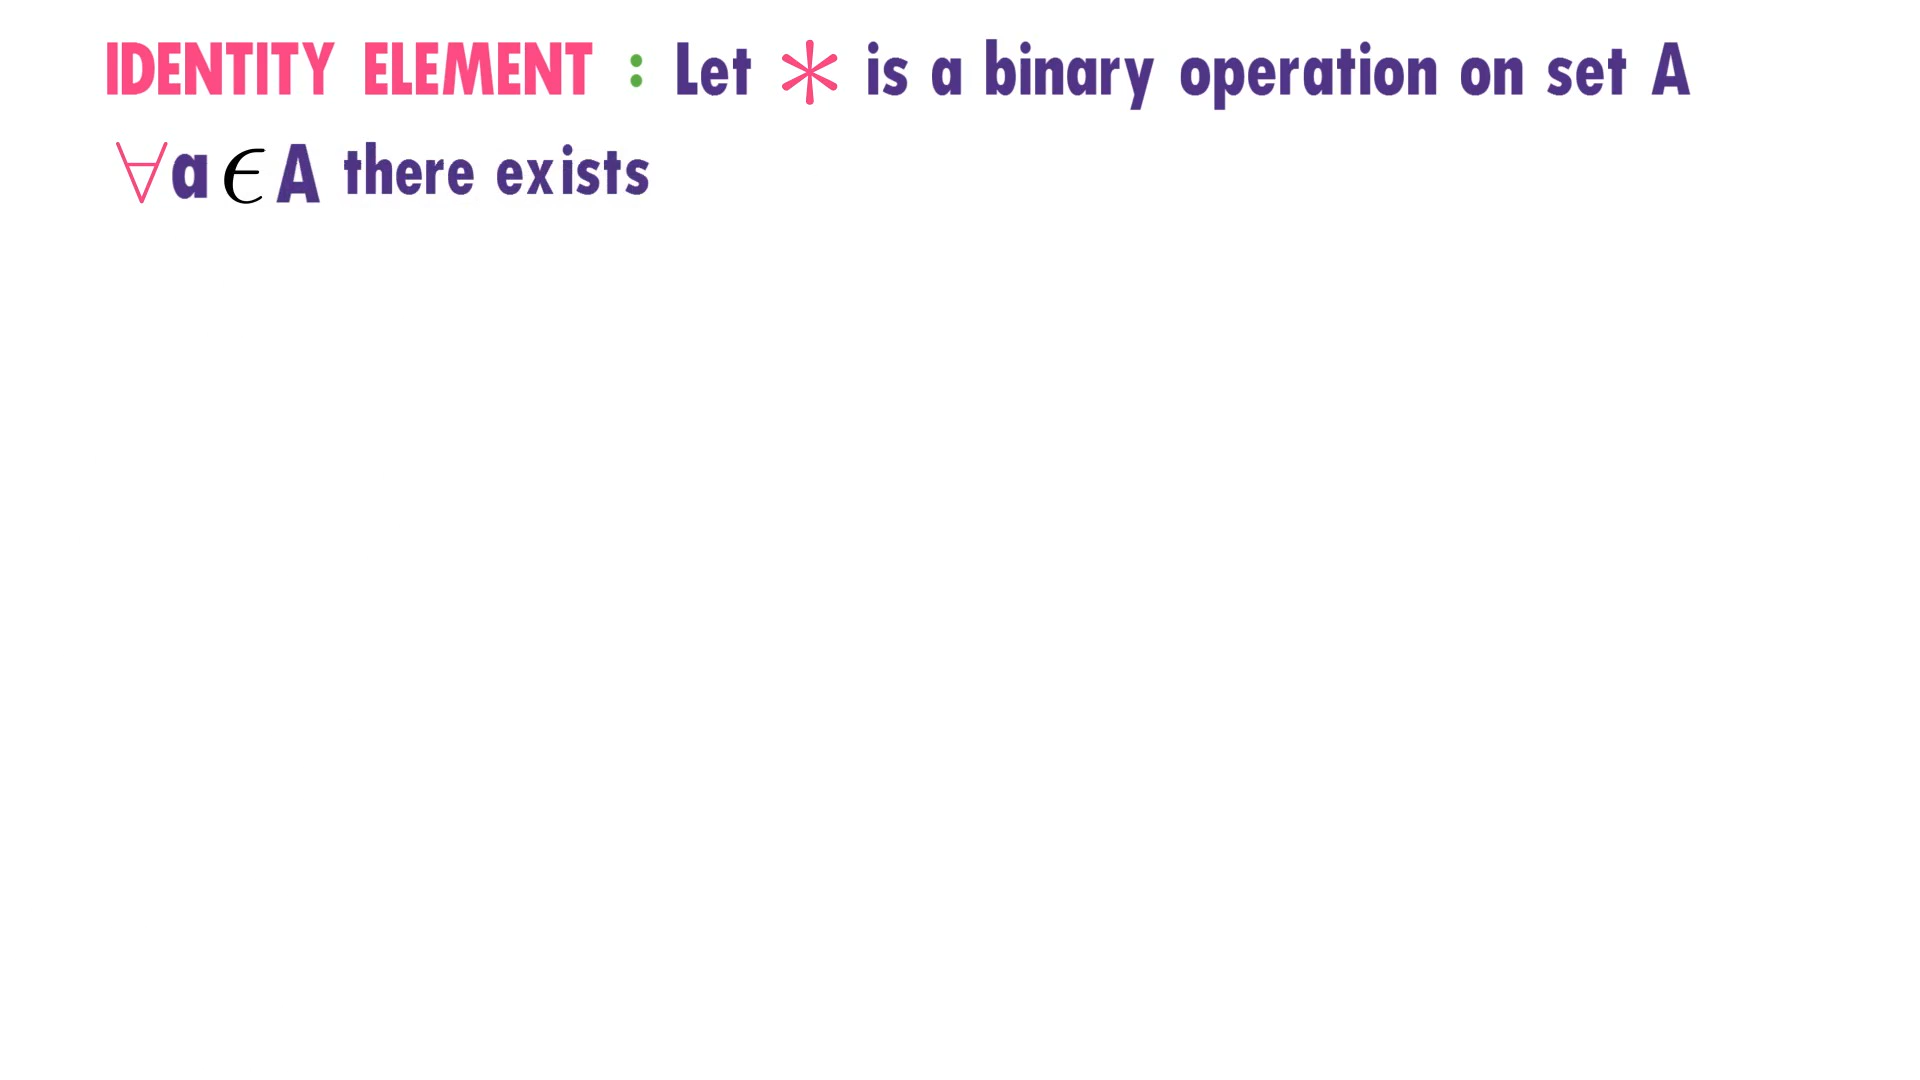 IDENTITY ELEMENT : Let * is a binary operation on set A
∀a ϵ A there exists